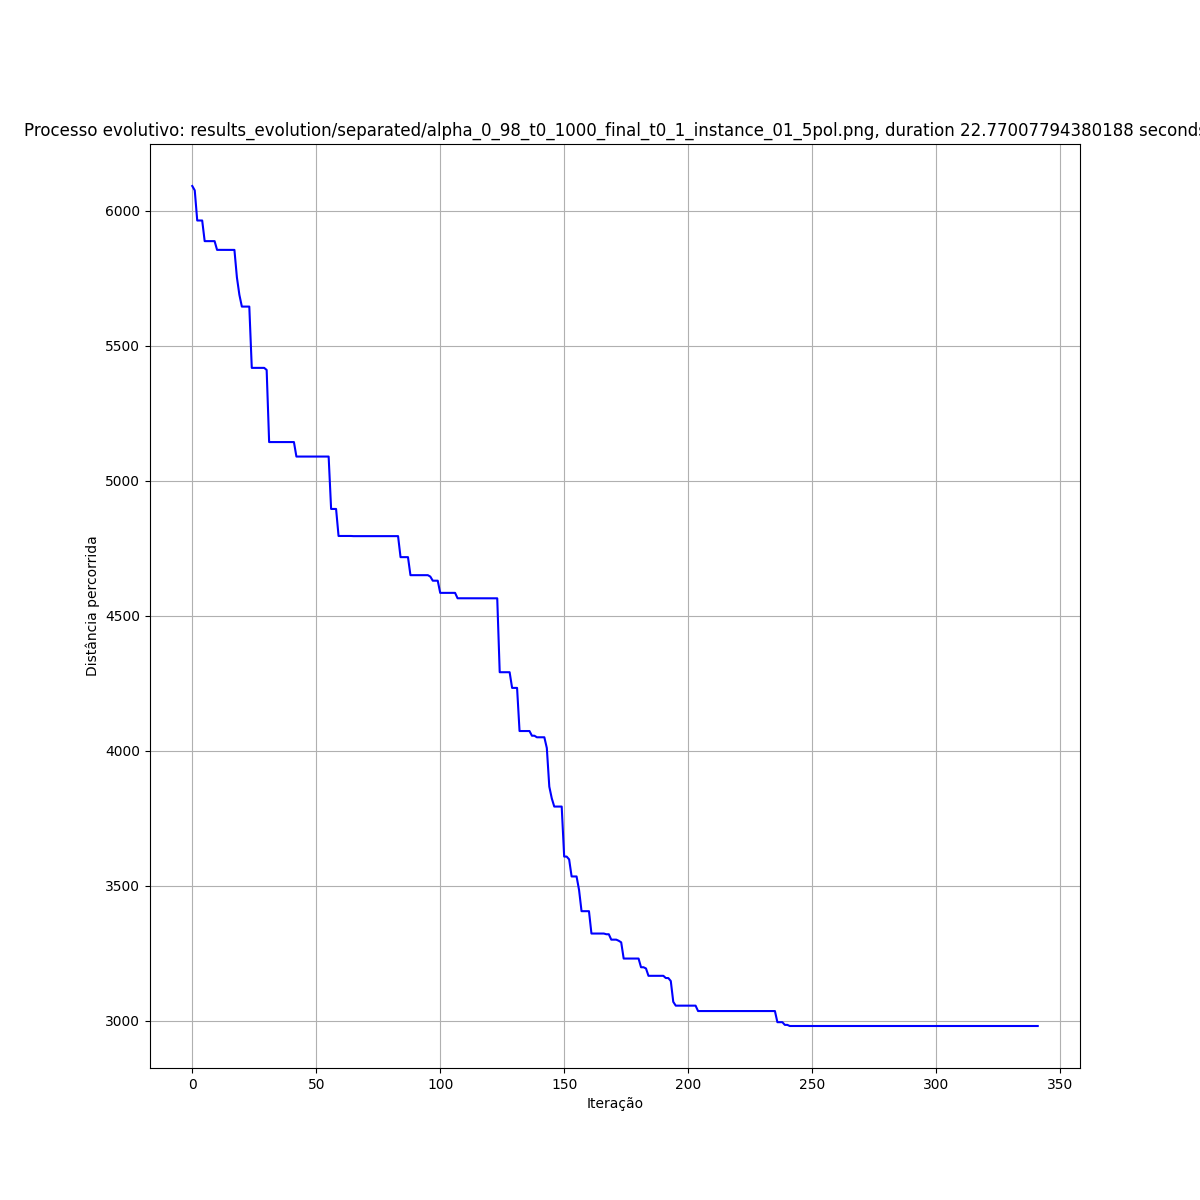 Processo evolutivo: results_evolution/separated/alpha_0_98_t0_1000_final_t0_1_instance_01_5pol.png, duration 22.77007794380188 seconds
6000
5500
5000
4500
4000
3500
3000
Distância percorrida
0 50 100 150 200 250 300 350
Iteração